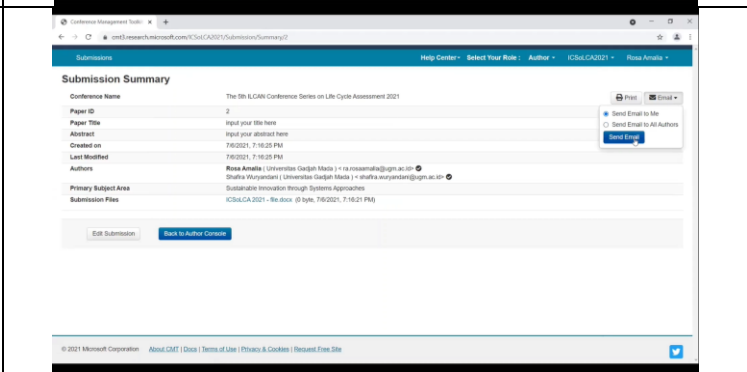 Conference Management Toolkit
cmt3.research.microsoft.com/ICSoLCA2021/Submission/Summary/2
Submissions Help Center Select Your Role : Author ICSoLCA2021 Rosa Amalia
Submission Summary
Conference Name The 5th ILCAN Conference Series on Life Cycle Assessment 2021
Print Email
Paper ID 2
Send Email to Me
Paper Title Input your title here
Send Email to All Authors
Abstract Input your abstract here
Send Email
Created on 7/6/2021, 7:16:25 PM
Last Modified 7/6/2021, 7:16:25 PM
Authors Rosa Amalia ( Universitas Gadjah Mada ) < ra.rosaamalia@ugm.ac.id>
Shafira Wuryandani ( Universitas Gadjah Mada ) < shafira.wuryandani@ugm.ac.id>
Primary Subject Area Sustainable Innovation through Systems Approaches
Submission Files ICSoLCA 2021 - file.docx (0 byte, 7/6/2021, 7:16:21 PM)
Edit Submission Back to Author Console
© 2021 Microsoft Corporation About CMT | Docs | Terms of Use | Privacy & Cookies | Request Free Site